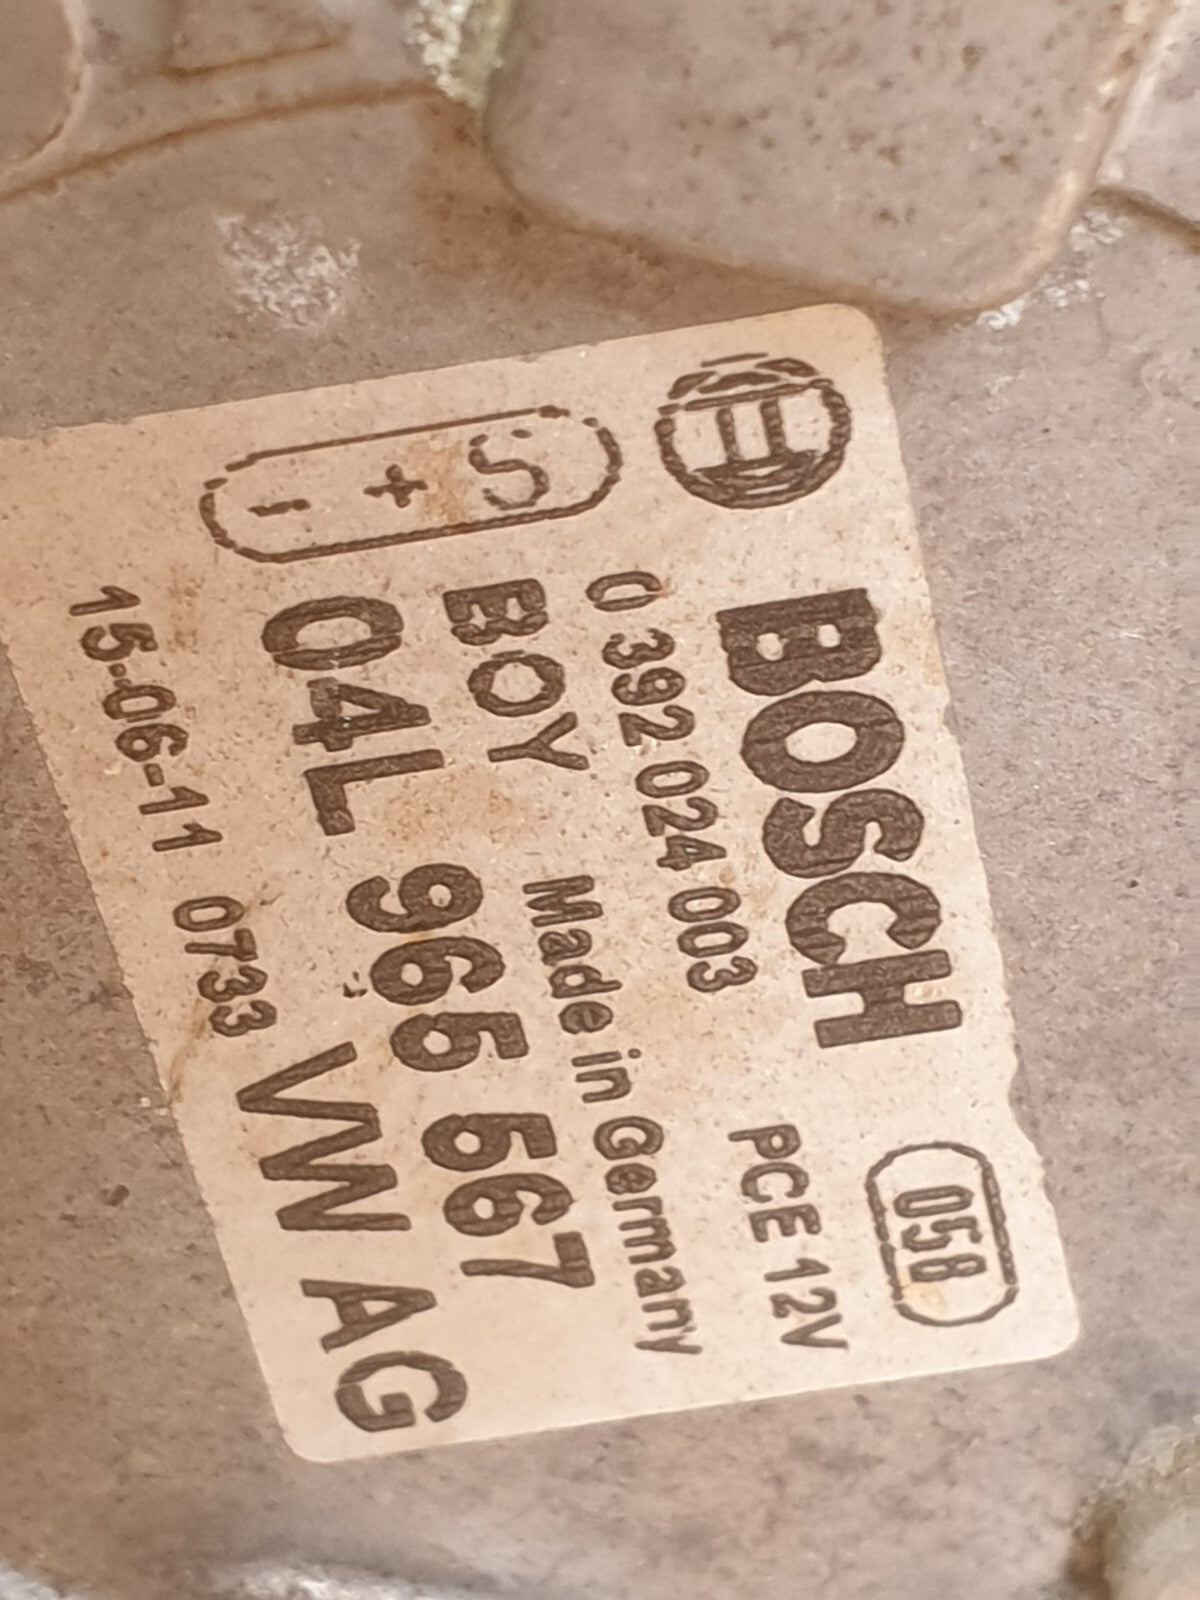 BOSCH 058
0 392 024 003 PCE 12V
S + -
BOY Made in Germany
04L 965 567
15-06-11 0733 VW AG